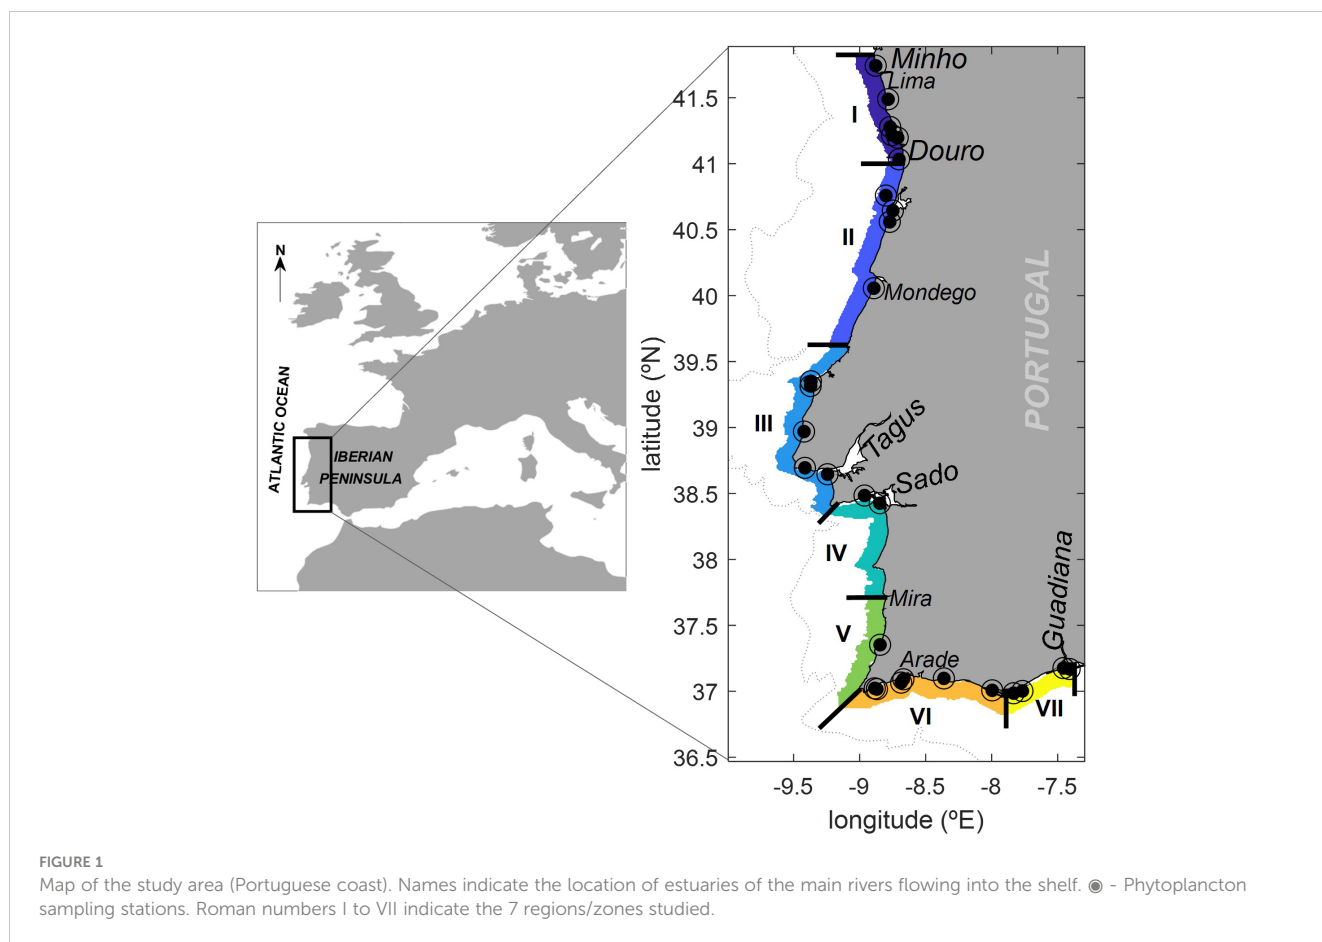 N
ATLANTIC OCEAN
IBERIAN
PENINSULA
latitude (ºN)
41.5
41
40.5
40
39.5
39
38.5
38
37.5
37
36.5
Minho
Lima
I
Douro
II
PORTUGAL
Mondego
III
Tagus
Sado
IV
Guadiana
Mira
V
Arade
VI
VII
-9.5 -9 -8.5 -8 -7.5
longitude (ºE)
FIGURE 1
Map of the study area (Portuguese coast). Names indicate the location of estuaries of the main rivers flowing into the shelf. ◉ - Phytoplancton
sampling stations. Roman numbers I to VII indicate the 7 regions/zones studied.